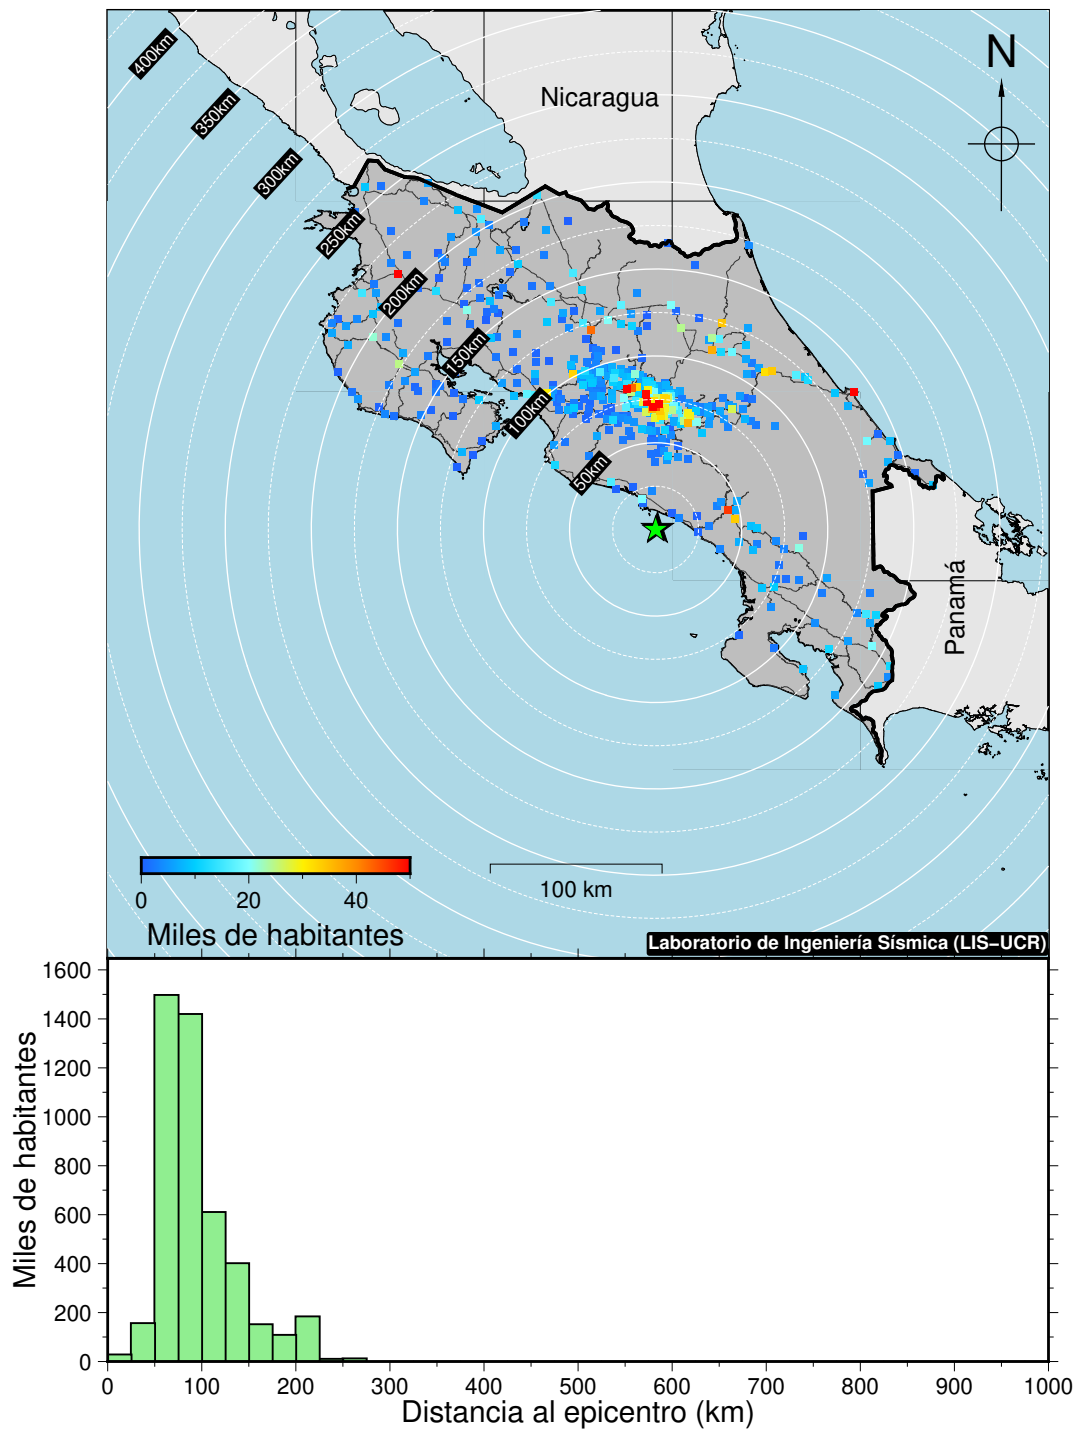 400km
350km
300km
250km
200km
150km
100km
50km
Nicaragua
N
Panamá
0 20 40
Miles de habitantes
100 km
Laboratorio de Ingeniería Sísmica (LIS–UCR)
Miles de habitantes
1600
1400
1200
1000
800
600
400
200
0
0 100 200 300 400 500 600 700 800 900 1000
Distancia al epicentro (km)